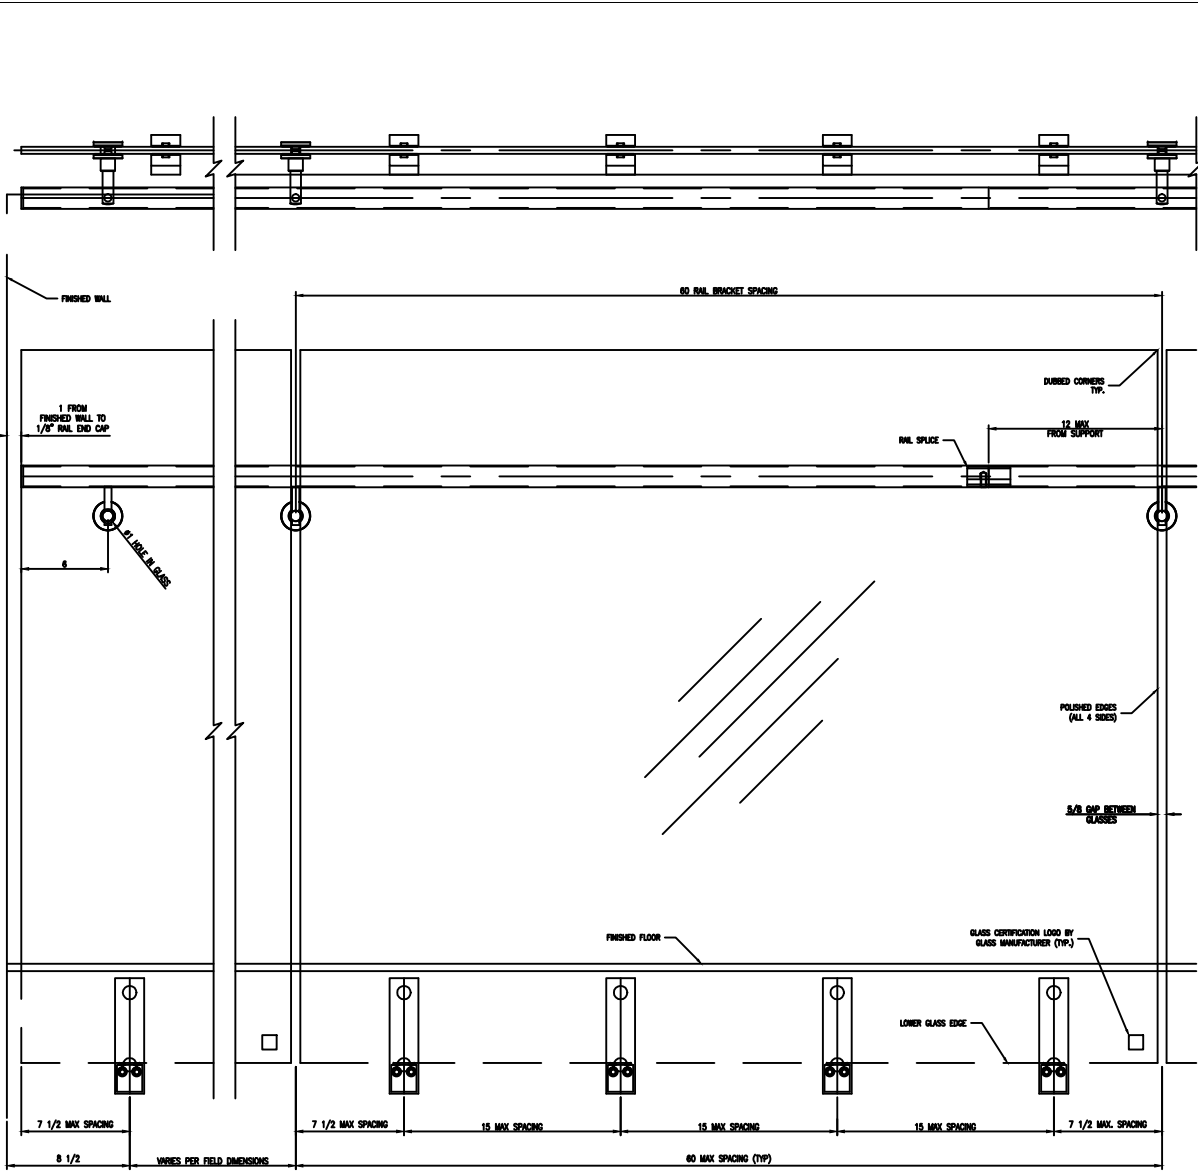 FINISHED WALL
60 RAIL BRACKET SPACING
DUBBED CORNERS
TYP.
1 FROM
FINISHED WALL TO
1/8" RAIL END CAP
12 MAX
FROM SUPPORT
RAIL SPLICE
Ø1 HOLE IN GLASS
6
POLISHED EDGES
(ALL 4 SIDES)
5/8 GAP BETWEEN
GLASSES
FINISHED FLOOR
GLASS CERTIFICATION LOGO BY
GLASS MANUFACTURER (TYP.)
LOWER GLASS EDGE
7 1/2 MAX SPACING
7 1/2 MAX SPACING
15 MAX SPACING
15 MAX SPACING
15 MAX SPACING
7 1/2 MAX. SPACING
8 1/2
VARIES PER FIELD DIMENSIONS
60 MAX SPACING (TYP)